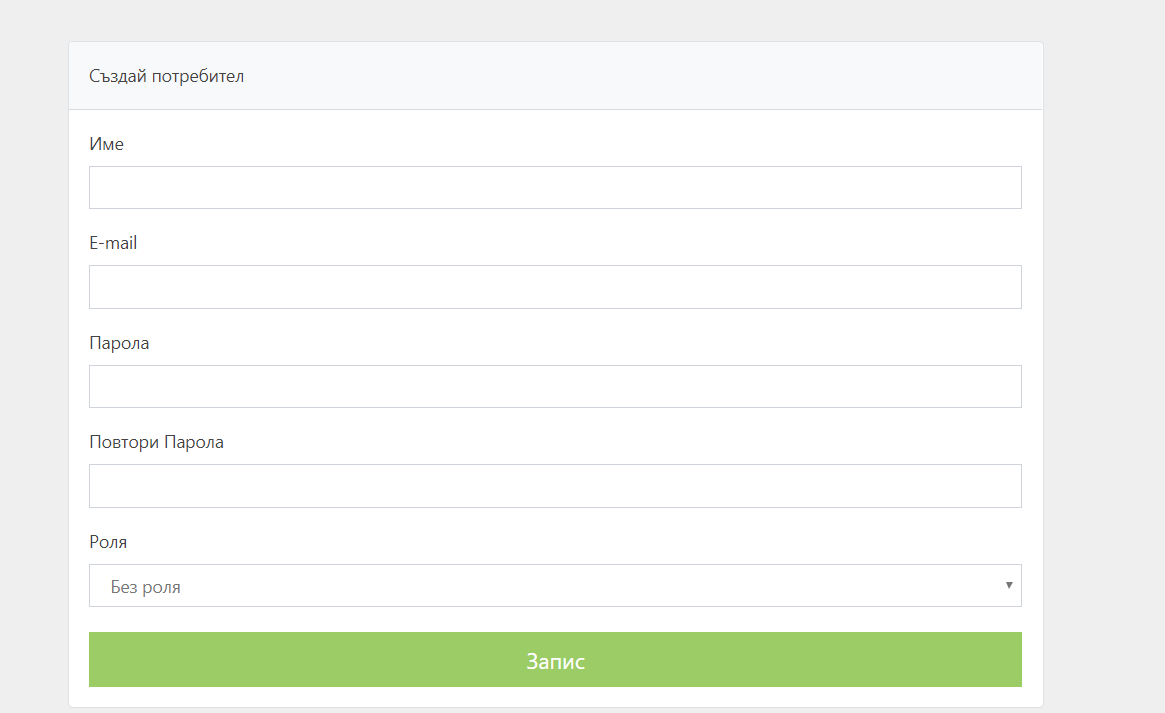 Създай потребител
Име
E-mail
Парола
Повтори Парола
Роля
Без роля
Запис